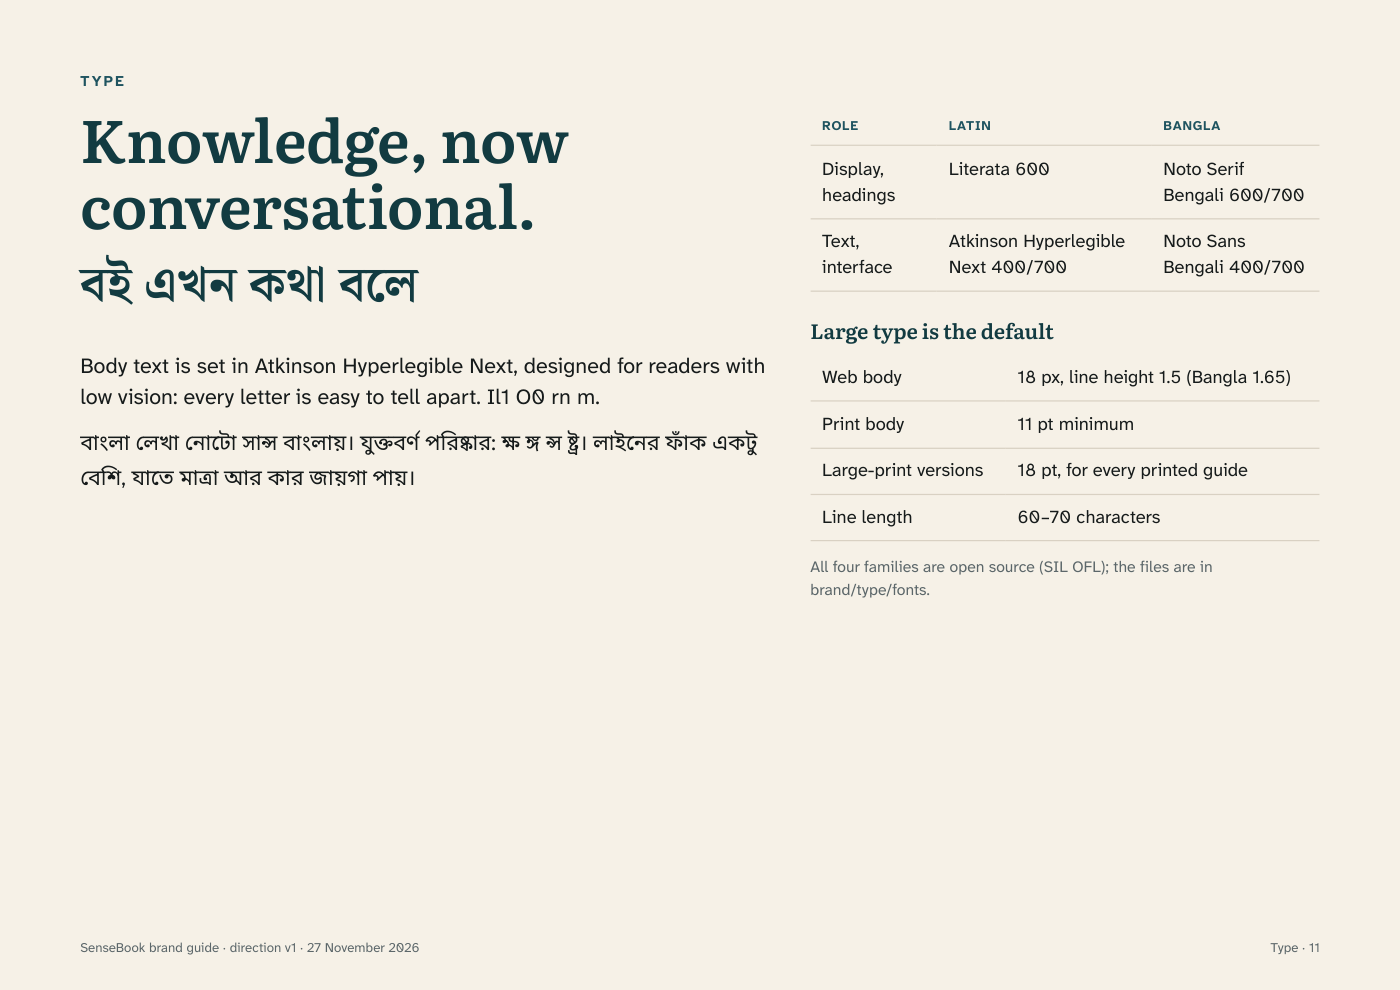 TYPE
Knowledge, now
conversational.
বই এখন কথা বলে
Body text is set in Atkinson Hyperlegible Next, designed for readers with
low vision: every letter is easy to tell apart. Il1 O0 rn m.
বাংলা লেখা নোটো সান্স বাংলায়। যুক্তবর্ণ পরিষ্কার: ক্ষ ঙ্গ ন্স ষ্ট্র। লাইনের ফাঁক একটু
বেশি, যাতে মাত্রা আর কার জায়গা পায়।
ROLE LATIN BANGLA
Display, Literata 600 Noto Serif
headings Bengali 600/700
Text, Atkinson Hyperlegible Noto Sans
interface Next 400/700 Bengali 400/700
Large type is the default
Web body 18 px, line height 1.5 (Bangla 1.65)
Print body 11 pt minimum
Large-print versions 18 pt, for every printed guide
Line length 60–70 characters
All four families are open source (SIL OFL); the files are in
brand/type/fonts.
SenseBook brand guide · direction v1 · 27 November 2026
Type · 11